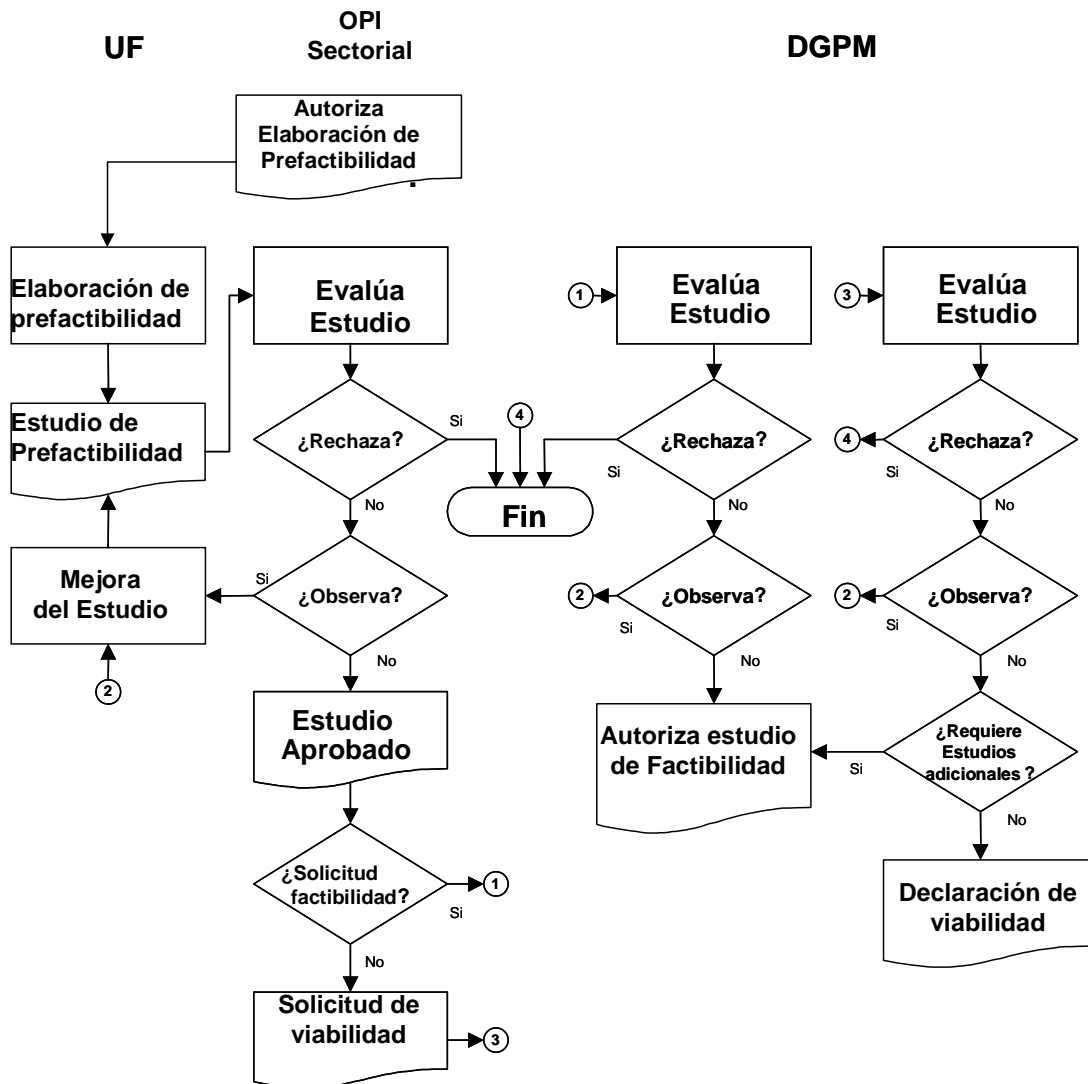 UF
OPI
Sectorial
DGPM
Autoriza
Elaboración de
Prefactibilidad
.
Elaboración de
prefactibilidad
Evalúa
Estudio
1
Evalúa
Estudio
3
Evalúa
Estudio
Estudio de
Prefactibilidad
¿Rechaza?
Si
No
4
Fin
¿Rechaza?
Si
No
4
¿Rechaza?
Si
No
Mejora
del Estudio
2
Si
¿Observa?
No
2
¿Observa?
Si
No
2
¿Observa?
Si
No
Estudio
Aprobado
Autoriza estudio
de Factibilidad
Si
¿Requiere
Estudios
adicionales ?
No
¿Solicitud
factibilidad?
1
Si
No
Declaración de
viabilidad
Solicitud de
viabilidad
3